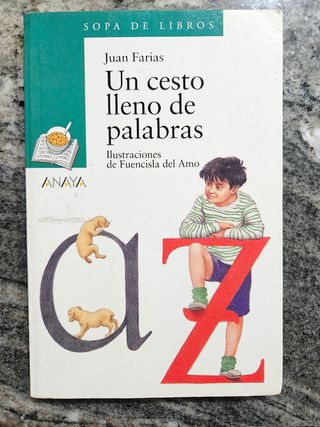 SOPA DE LIBROS
Juan Farias
Un cesto
lleno de
palabras
Ilustraciones
de Fuencisla del Amo
ANAYA
a
Z